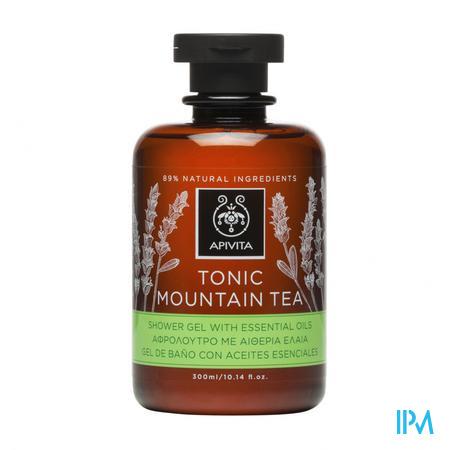 89% NATURAL INGREDIENTS
APIVITA
TONIC
MOUNTAIN TEA
SHOWER GEL WITH ESSENTIAL OILS
ΑΦΡΟΛΟΥΤΡΟ ΜΕ ΑΙΘΕΡΙΑ ΕΛΑΙΑ
GEL DE BAÑO CON ACEITES ESENCIALES
300ml/10.14 fl.oz.
IPM